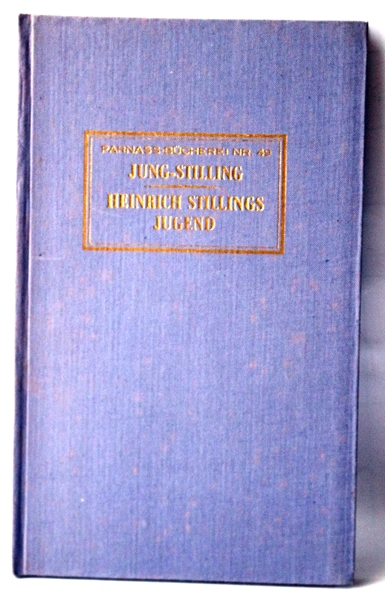 PARNASS-BÜCHEREI NR. 49
JUNG-STILLING
HEINRICH STILLINGS
JUGEND